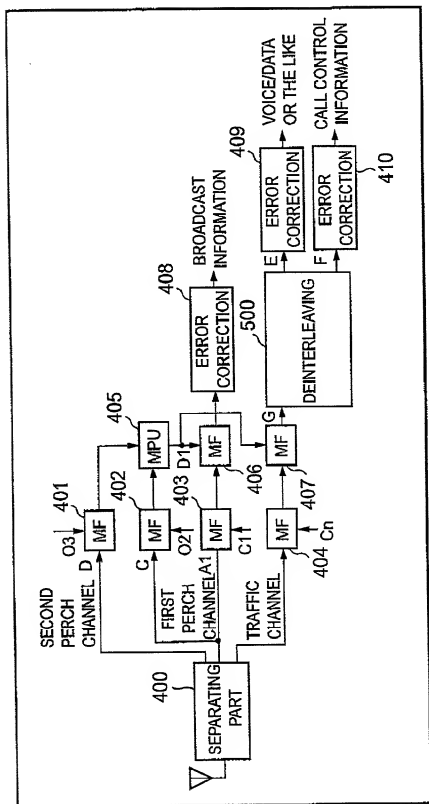 SECOND PERCH
CHANNEL D
O3
401
MF
400
SEPARATING
PART
C
402
MF
O2
405
MPU
FIRST PERCH
CHANNEL A1
403
MF
C1
D1
MF
406
408
ERROR
CORRECTION
BROADCAST
INFORMATION
TRAFFIC
CHANNEL
MF
404
Cn
MF
407
G
500
DEINTERLEAVING
E
409
ERROR
CORRECTION
VOICE/DATA
OR THE LIKE
F
ERROR
CORRECTION
410
CALL CONTROL
INFORMATION